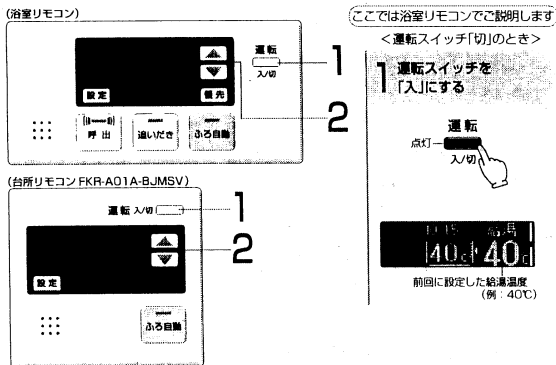 (浴室リモコン)
運転
入/切
1
2
設定
優先
呼出
追いだき
ふろ自動
(台所リモコン FKR-A01A-BJMSV)
運転 入/切
1
2
設定
ふろ自動
ここでは浴室リモコンでご説明します
<運転スイッチ「切」のとき>
1 運転スイッチを
「入」にする
運転
点灯
入/切
給湯
40℃ 40℃
前回に設定した給湯温度
(例:40℃)